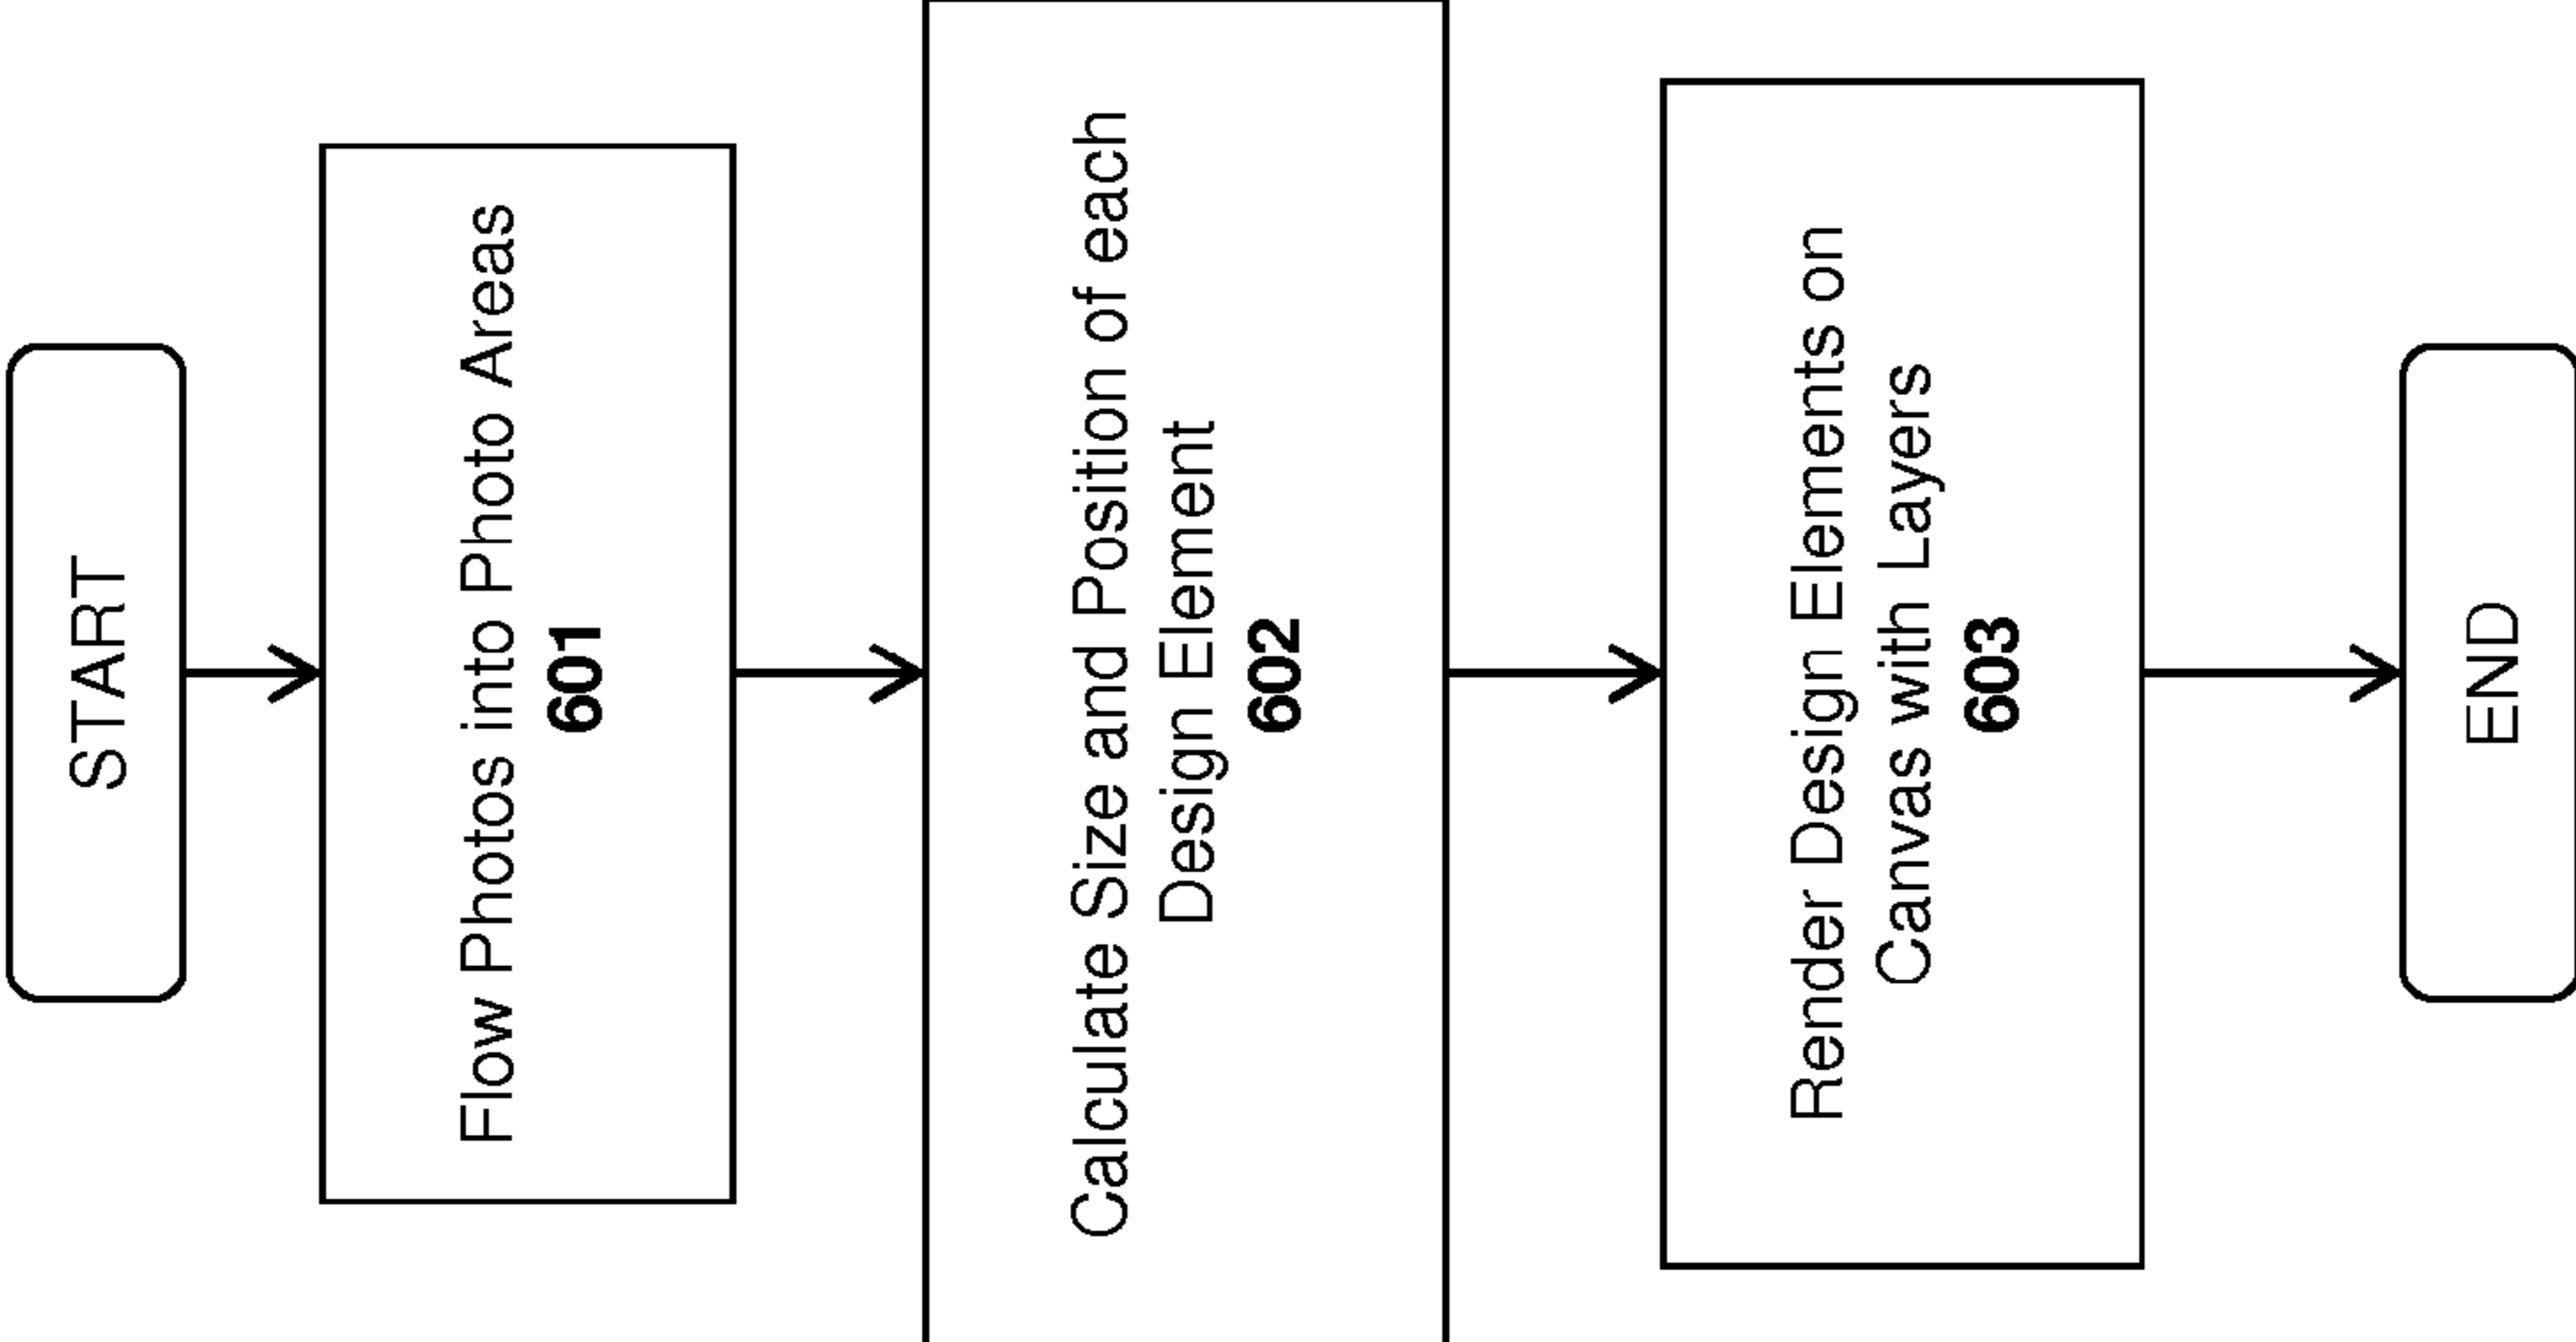 START
Flow Photos into Photo Areas
601
Calculate Size and Position of each
Design Element
602
Render Design Elements on
Canvas with Layers
603
END